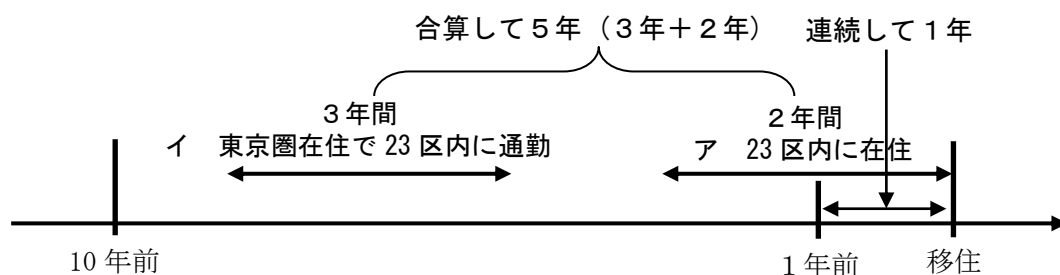 合算して５年（３年＋２年） 連続して１年
３年間
イ 東京圏在住で 23 区内に通勤
２年間
ア 23 区内に在住
10 年前
１年前
移住